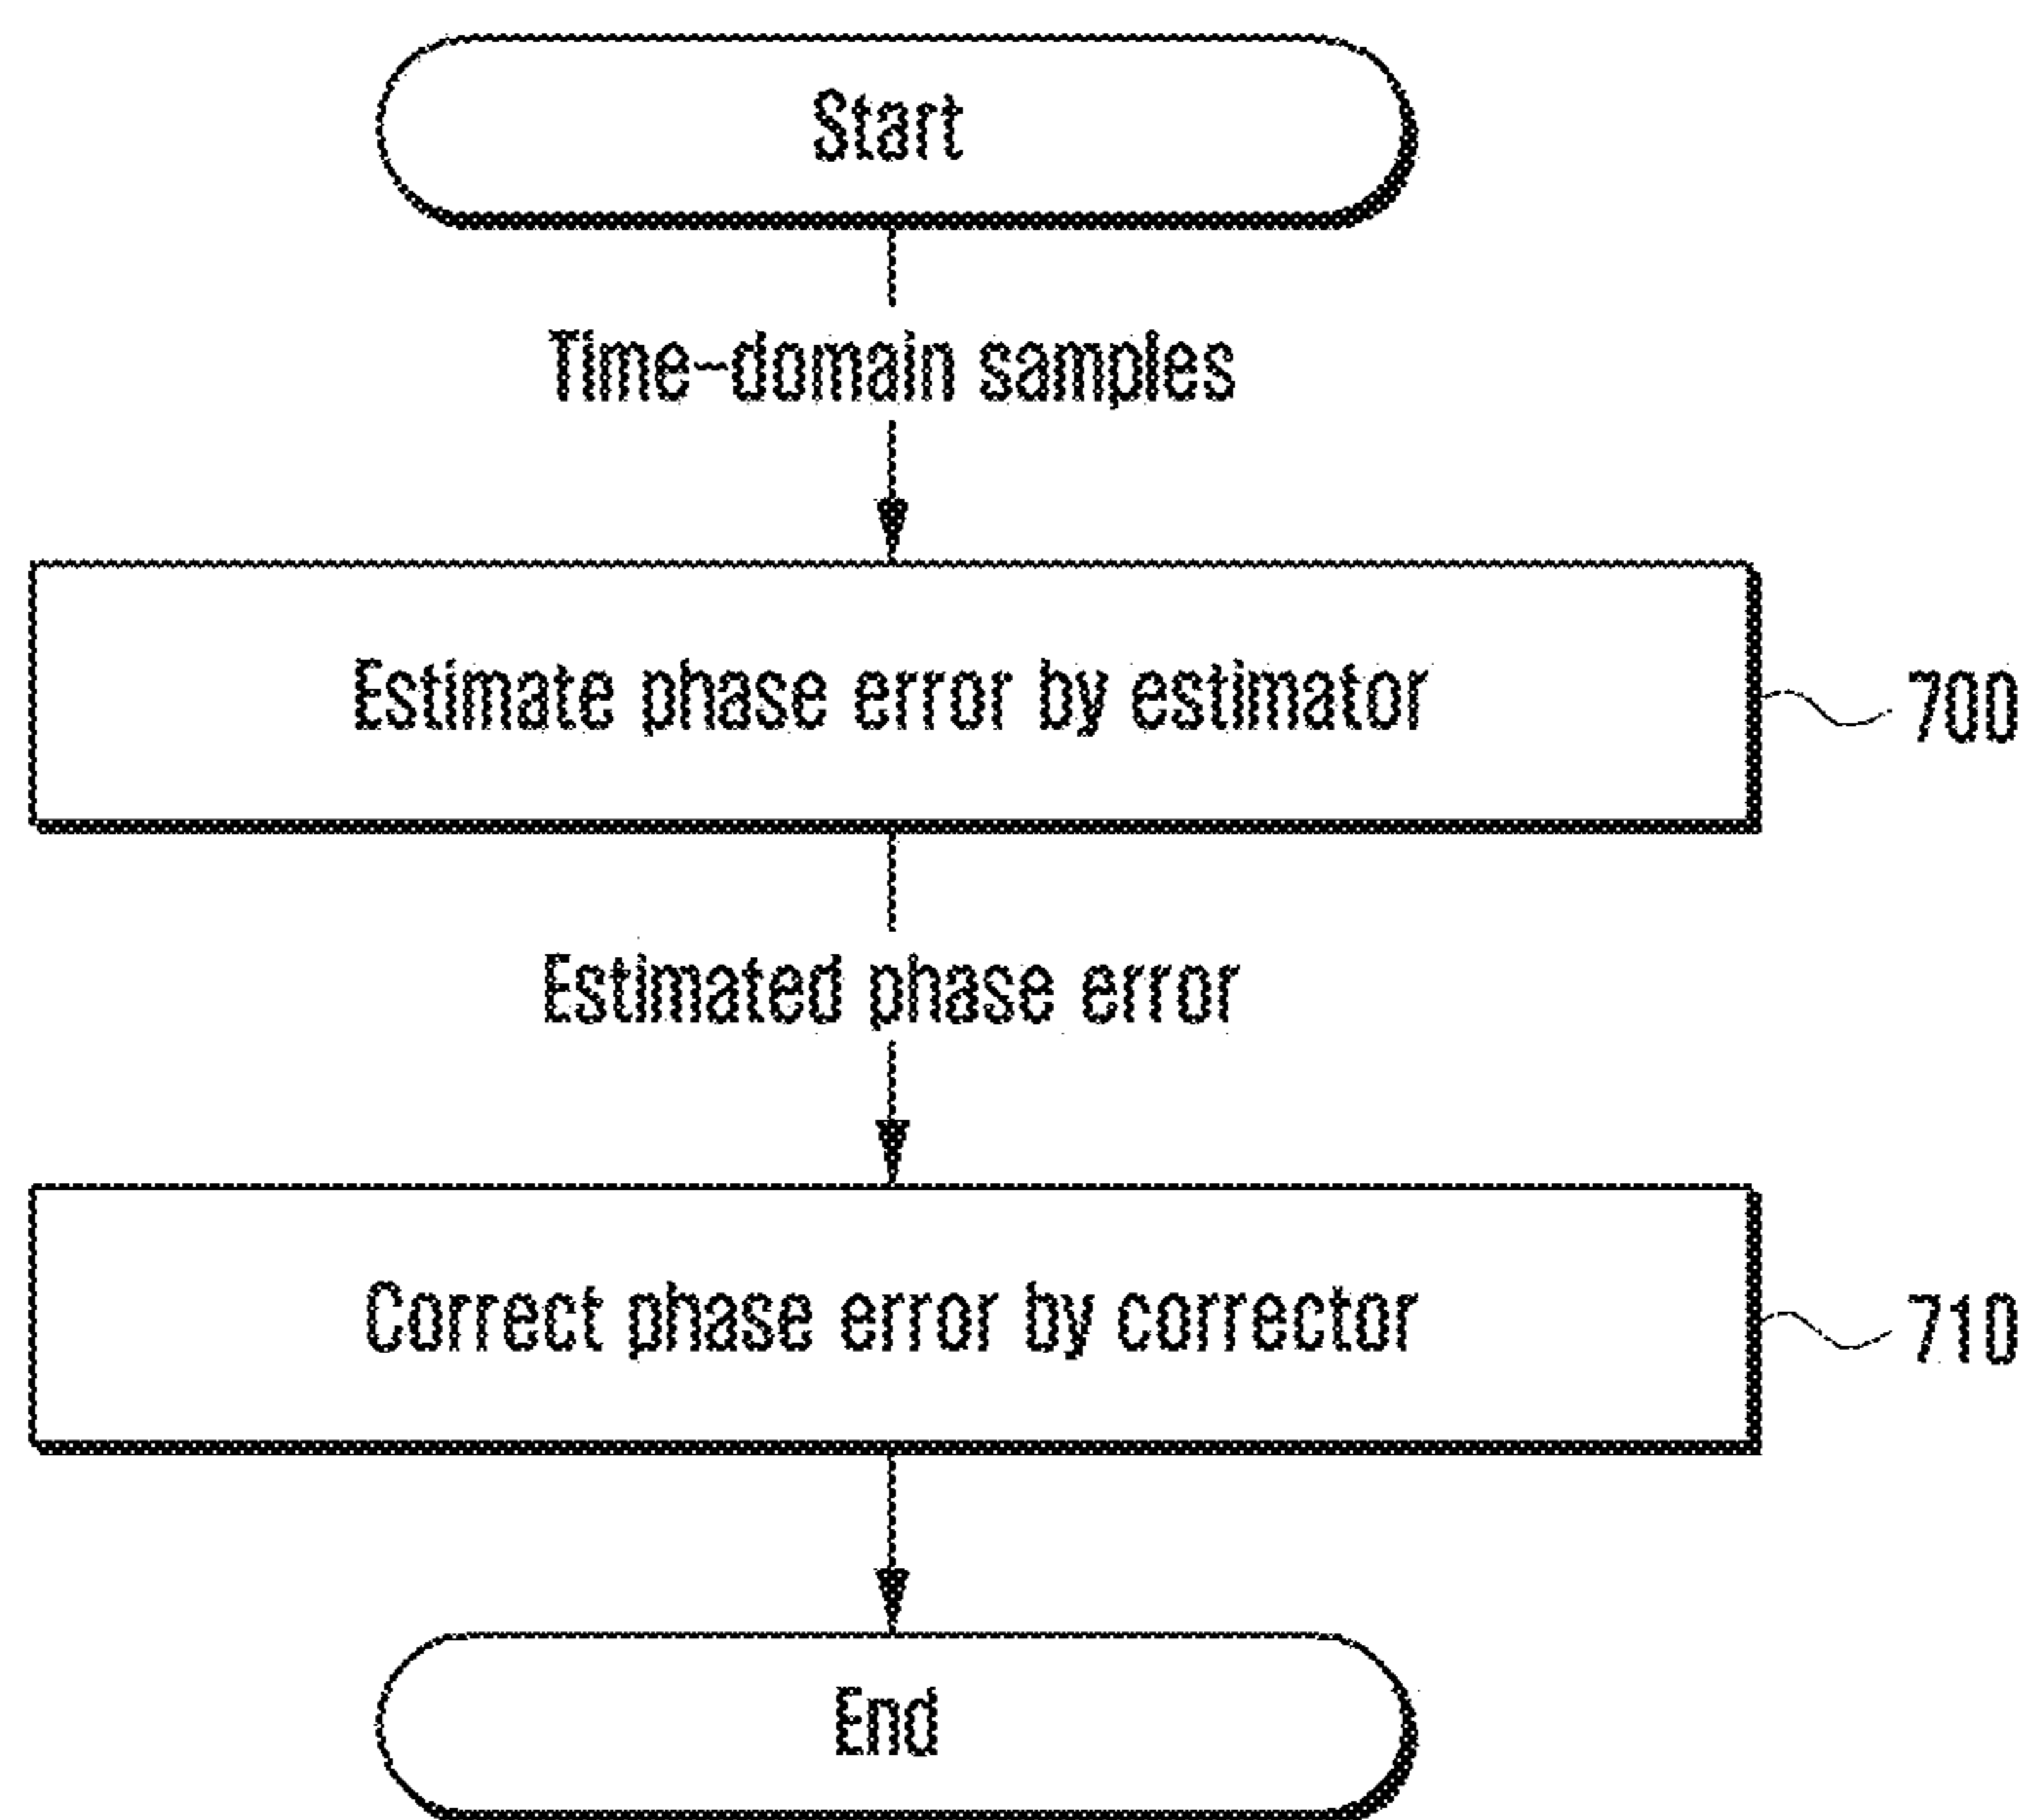 Start
Time-domain samples
Estimate phase error by estimator
700
Estimated phase error
Correct phase error by corrector
710
End